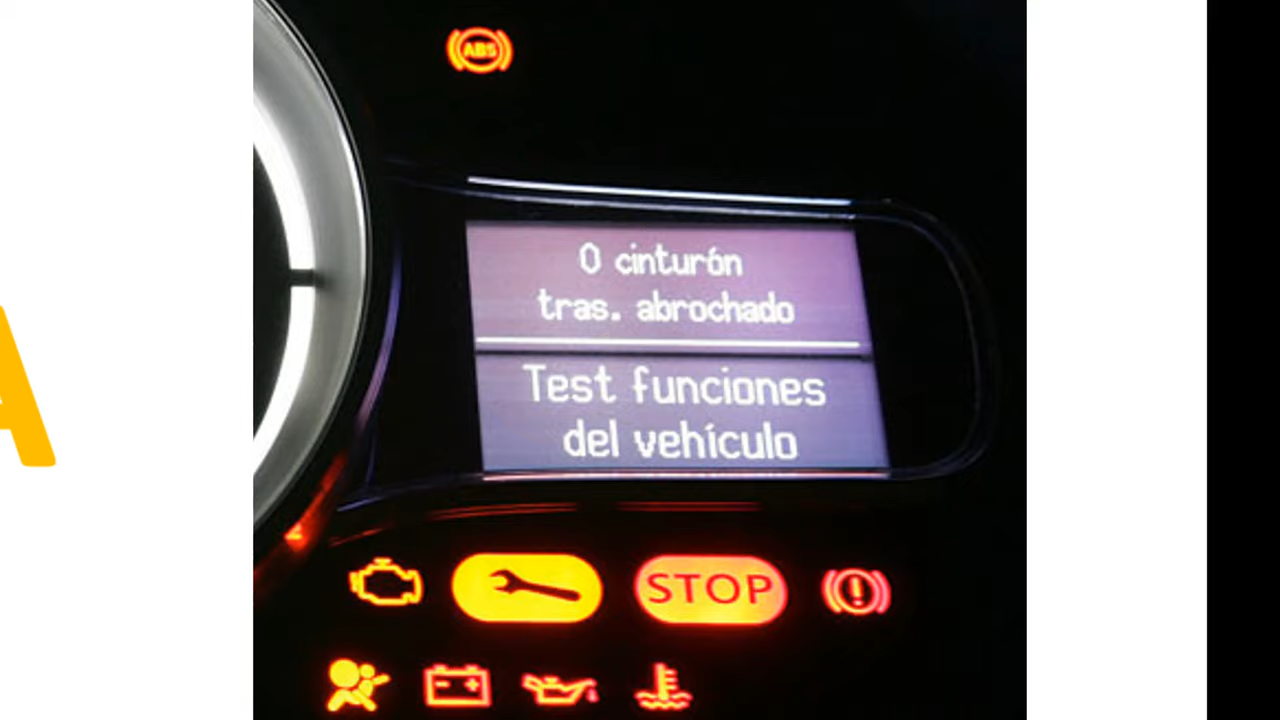 ABS
0 cinturón
tras. abrochado
Test funciones
del vehículo
STOP
A